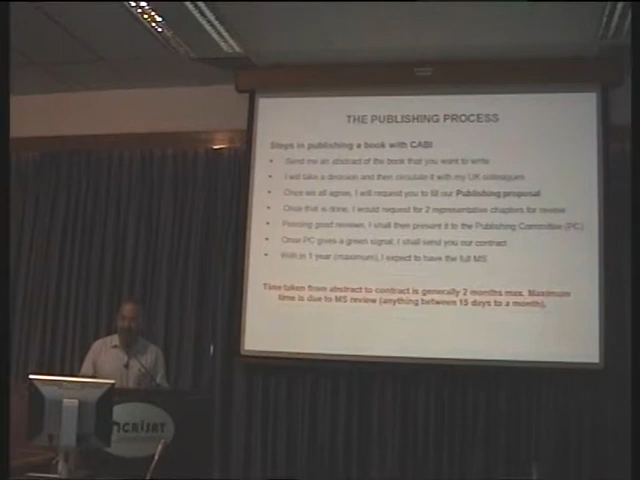 THE PUBLISHING PROCESS
Steps in publishing a book with CABI
• Send me an abstract of the book that you want to write
• I will take a decision and then circulate it with my UK colleagues
• Once we all agree, I will request you to fill our Publishing proposal
• Once that is done, I would request for 2 representative chapters for review
• Pending good reviews, I shall then present it to the Publishing Committee (PC)
• Once PC gives a green signal, I shall send you our contract
• With in 1 year (maximum), I expect to have the full MS
Time taken from abstract to contract is generally 2 months max. Maximum
time is due to MS review (anything between 15 days to a month).
ICRISAT